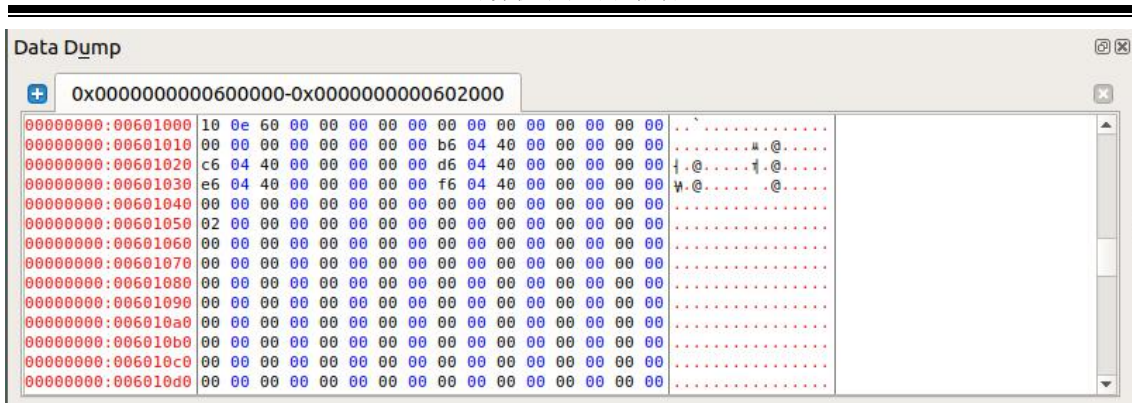 Data Dump
0x0000000000600000-0x0000000000602000
00000000:00601000 10 0e 60 00 00 00 00 00 00 00 00 00 00 00 00 00 ..`.............
00000000:00601010 00 00 00 00 00 00 00 00 b6 04 40 00 00 00 00 00 .@.....
00000000:00601020 c6 04 40 00 00 00 00 00 d6 04 40 00 00 00 00 00 .@..... .@.....
00000000:00601030 e6 04 40 00 00 00 00 00 f6 04 40 00 00 00 00 00 .@..... .@.....
00000000:00601040 00 00 00 00 00 00 00 00 00 00 00 00 00 00 00 00 ................
00000000:00601050 02 00 00 00 00 00 00 00 00 00 00 00 00 00 00 00 ................
00000000:00601060 00 00 00 00 00 00 00 00 00 00 00 00 00 00 00 00 ................
00000000:00601070 00 00 00 00 00 00 00 00 00 00 00 00 00 00 00 00 ................
00000000:00601080 00 00 00 00 00 00 00 00 00 00 00 00 00 00 00 00 ................
00000000:00601090 00 00 00 00 00 00 00 00 00 00 00 00 00 00 00 00 ................
00000000:006010a0 00 00 00 00 00 00 00 00 00 00 00 00 00 00 00 00 ................
00000000:006010b0 00 00 00 00 00 00 00 00 00 00 00 00 00 00 00 00 ................
00000000:006010c0 00 00 00 00 00 00 00 00 00 00 00 00 00 00 00 00 ................
00000000:006010d0 00 00 00 00 00 00 00 00 00 00 00 00 00 00 00 00 ................